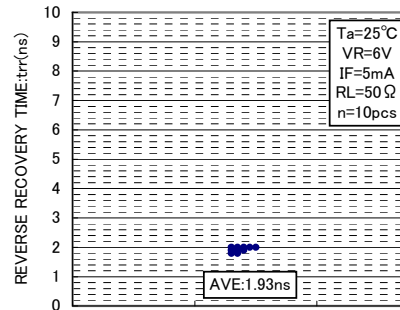 REVERSE RECOVERY TIME:trr(ns)
10
9
8
7
6
5
4
3
2
1
0
Ta=25℃
VR=6V
IF=5mA
RL=50Ω
n=10pcs
AVE:1.93ns